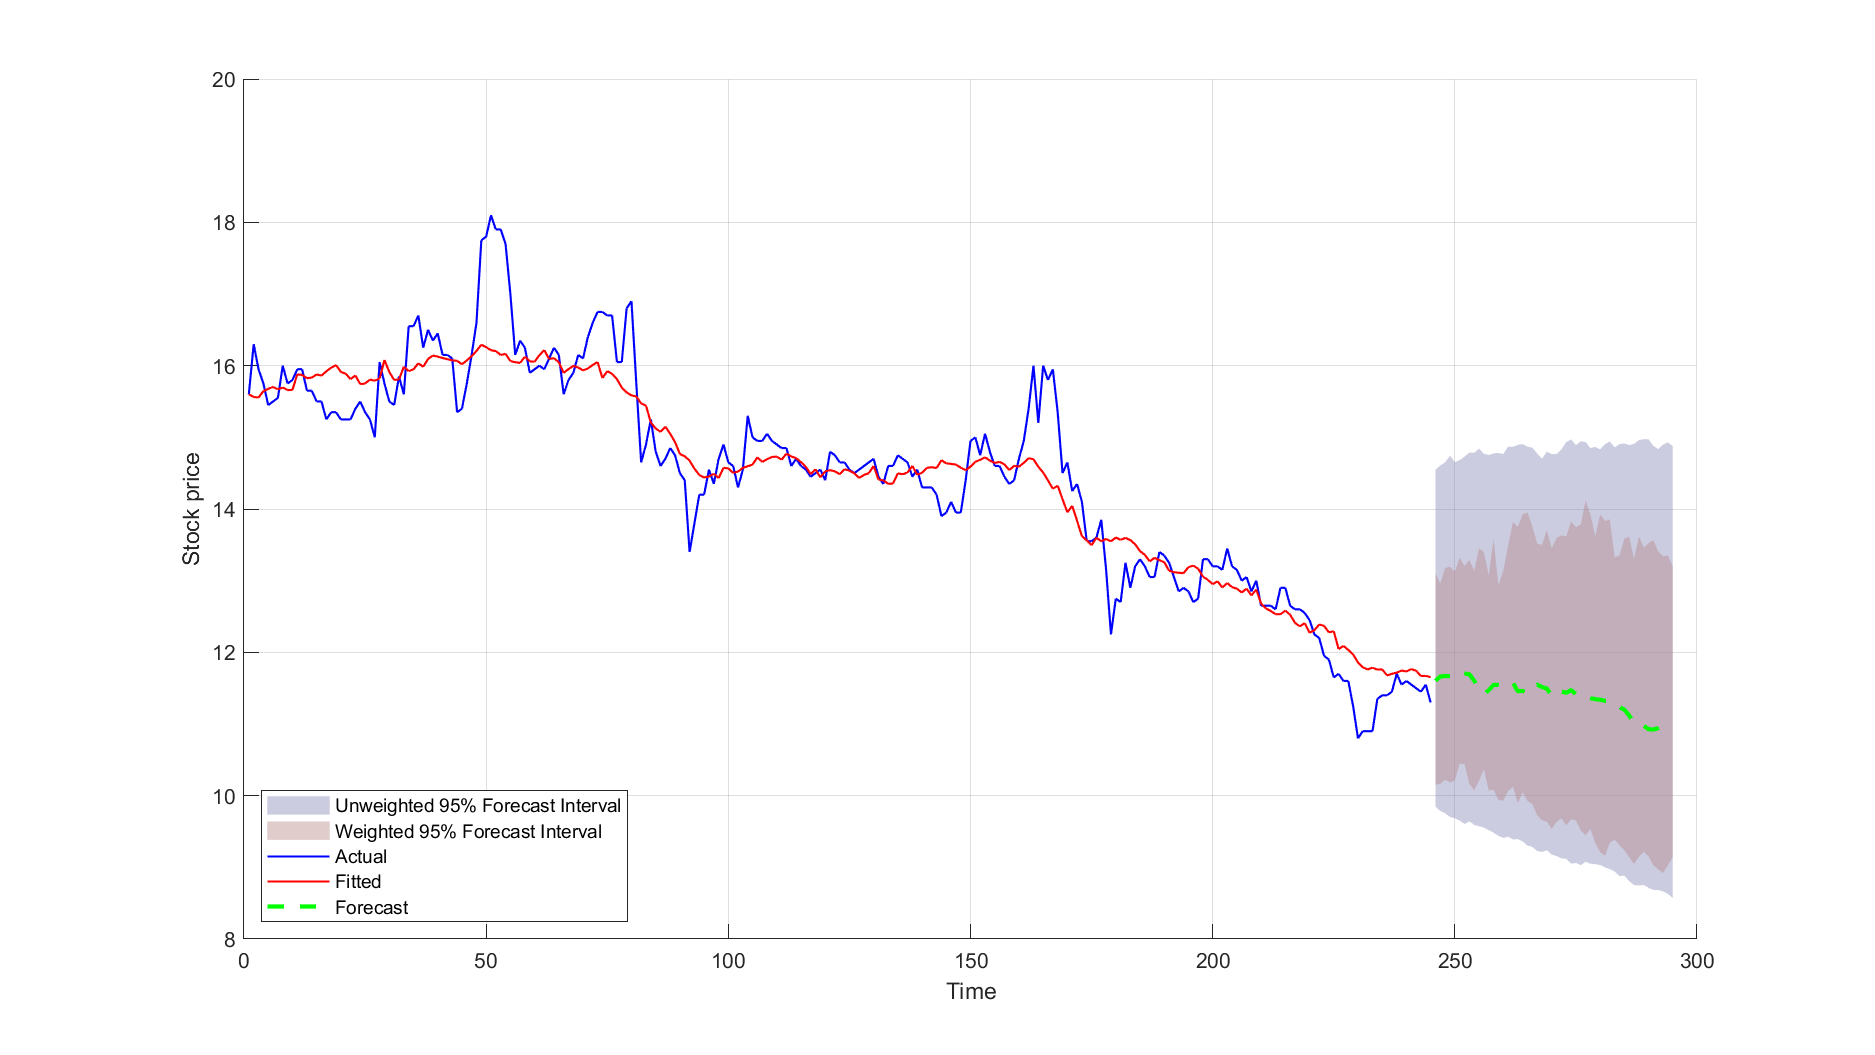 20
18
16
14
12
10
8
Stock price
Unweighted 95% Forecast Interval
Weighted 95% Forecast Interval
Actual
Fitted
Forecast
0 50 100 150 200 250 300
Time